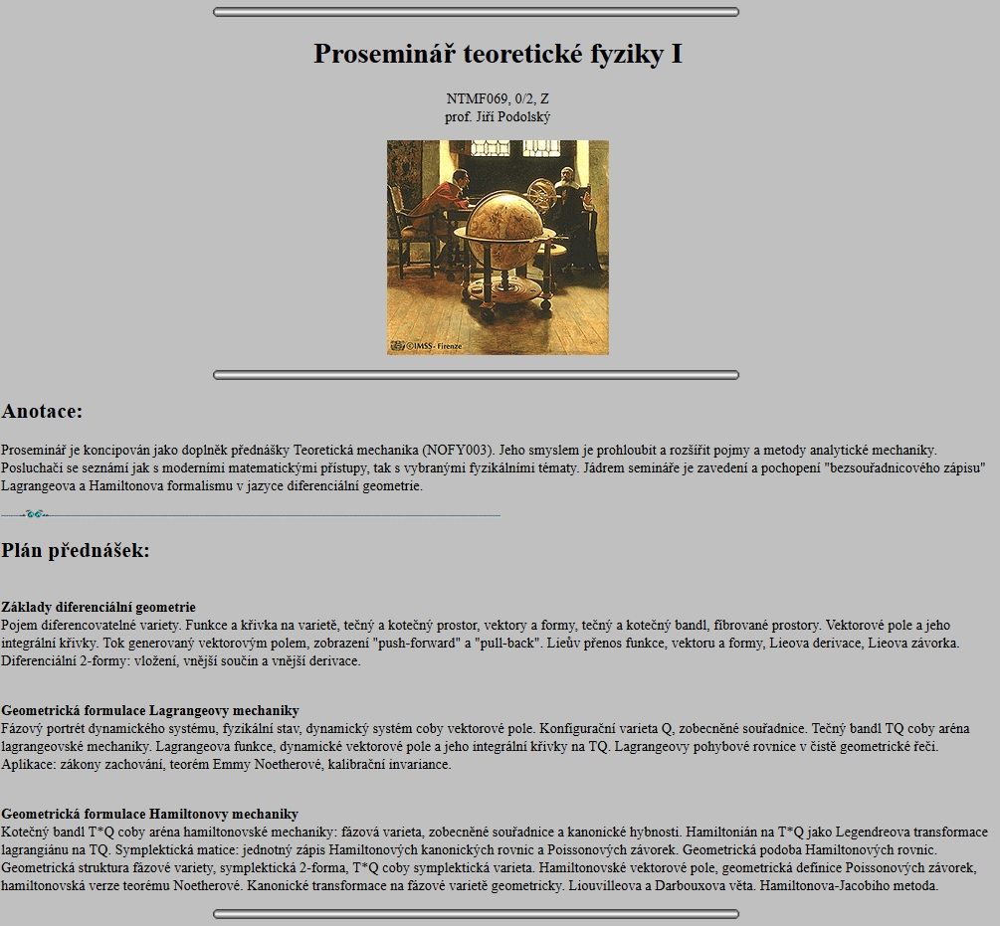 Proseminář teoretické fyziky I
NTMF069, 0/2, Z
prof. Jiří Podolský
©IMSS - Firenze
Anotace:
Proseminář je koncipován jako doplněk přednášky Teoretická mechanika (NOFY003). Jeho smyslem je prohloubit a rozšířit pojmy a metody analytické mechaniky.
Posluchači se seznámí jak s moderními matematickými přístupy, tak s vybranými fyzikálními tématy. Jádrem semináře je zavedení a pochopení "bezsouřadnicového zápisu"
Lagrangeova a Hamiltonova formalismu v jazyce diferenciální geometrie.
Plán přednášek:
Základy diferenciální geometrie
Pojem diferencovatelné variety. Funkce a křivka na varietě, tečný a kotečný prostor, vektory a formy, tečný a kotečný bandl, fíbrované prostory. Vektorové pole a jeho
integrální křivky. Tok generovaný vektorovým polem, zobrazení "push-forward" a "pull-back". Lieův přenos funkce, vektoru a formy, Lieova derivace, Lieova závorka.
Diferenciální 2-formy: vložení, vnější součin a vnější derivace.
Geometrická formulace Lagrangeovy mechaniky
Fázový portrét dynamického systému, fyzikální stav, dynamický systém coby vektorové pole. Konfigurační varieta Q, zobecněné souřadnice. Tečný bandl TQ coby aréna
lagrangeovské mechaniky. Lagrangeova funkce, dynamické vektorové pole a jeho integrální křivky na TQ. Lagrangeovy pohybové rovnice v čistě geometrické řeči.
Aplikace: zákony zachování, teorém Emmy Noetherové, kalibrační invariance.
Geometrická formulace Hamiltonovy mechaniky
Kotečný bandl T*Q coby aréna hamiltonovské mechaniky: fázová varieta, zobecněné souřadnice a kanonické hybnosti. Hamiltonián na T*Q jako Legendreova transformace
lagrangiánu na TQ. Symplektická matice: jednotný zápis Hamiltonových kanonických rovnic a Poissonových závorek. Geometrická podoba Hamiltonových rovnic.
Geometrická struktura fázové variety, symplektická 2-forma, T*Q coby symplektická varieta. Hamiltonovské vektorové pole, geometrická definice Poissonových závorek,
hamiltonovská verze teorému Noetherové. Kanonické transformace na fázové varietě geometricky. Liouvilleova a Darbouxova věta. Hamiltonova-Jacobiho metoda.